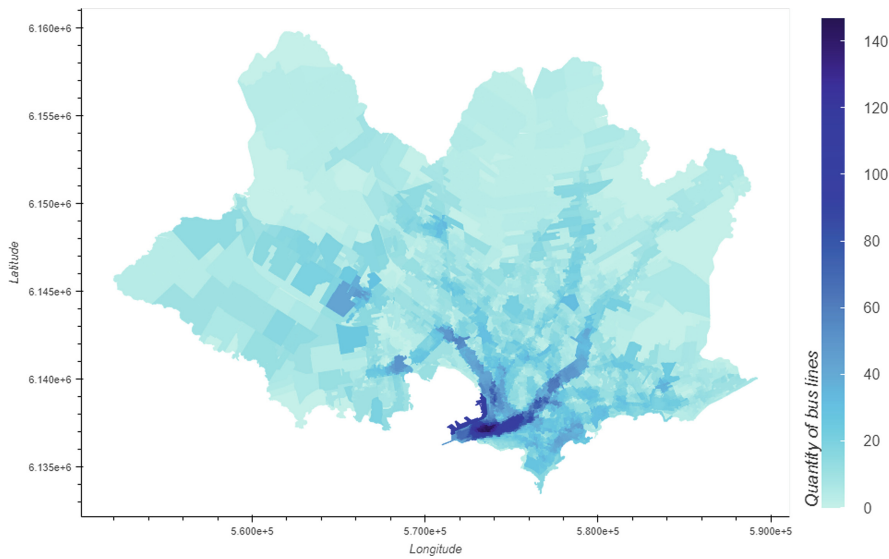 6.160e+6
6.155e+6
6.150e+6
6.145e+6
6.140e+6
6.135e+6
Latitude
5.600e+5
5.700e+5
5.800e+5
5.900e+5
Longitude
Quantity of bus lines
140
120
100
80
60
40
20
0